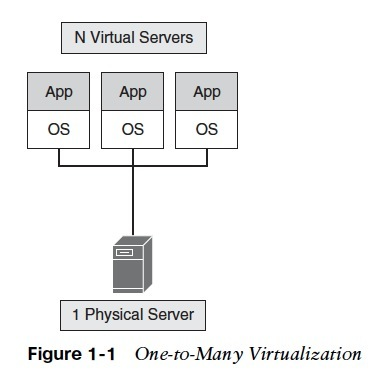 N Virtual Servers
App App App
OS OS OS
1 Physical Server
Figure 1-1 One-to-Many Virtualization